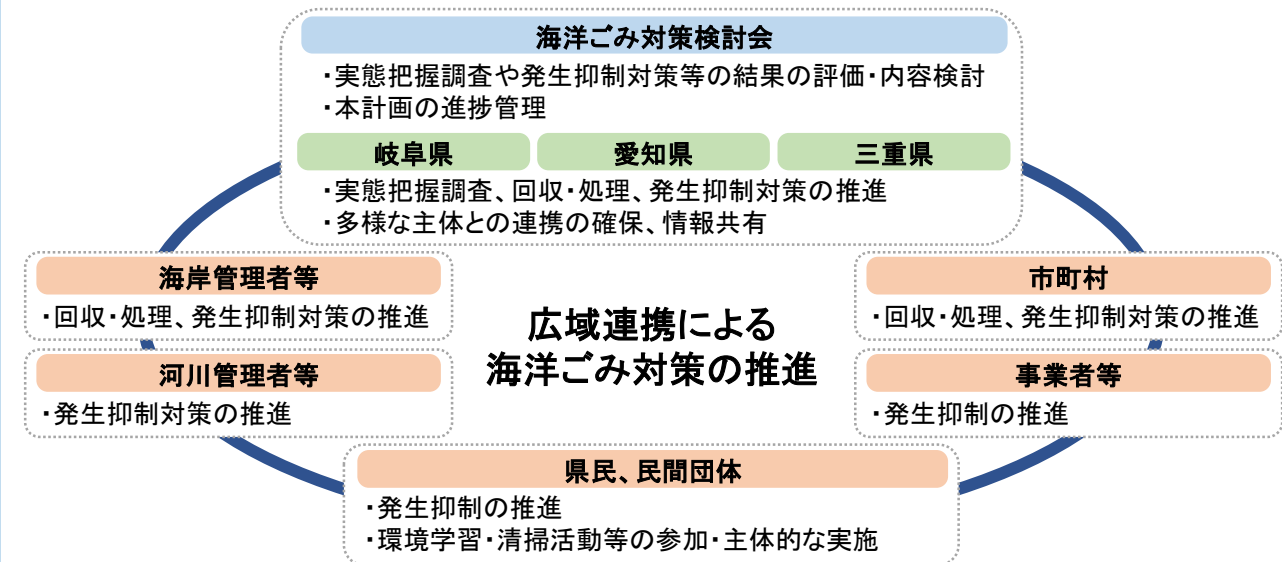 海洋ごみ対策検討会
・実態把握調査や発生抑制対策等の結果の評価・内容検討
・本計画の進捗管理
岐阜県
愛知県
三重県
・実態把握調査、回収・処理、発生抑制対策の推進
・多様な主体との連携の確保、情報共有
海岸管理者等
・回収・処理、発生抑制対策の推進
河川管理者等
・発生抑制対策の推進
広域連携による
海洋ごみ対策の推進
市町村
・回収・処理、発生抑制対策の推進
事業者等
・発生抑制の推進
県民、民間団体
・発生抑制の推進
・環境学習・清掃活動等の参加・主体的な実施